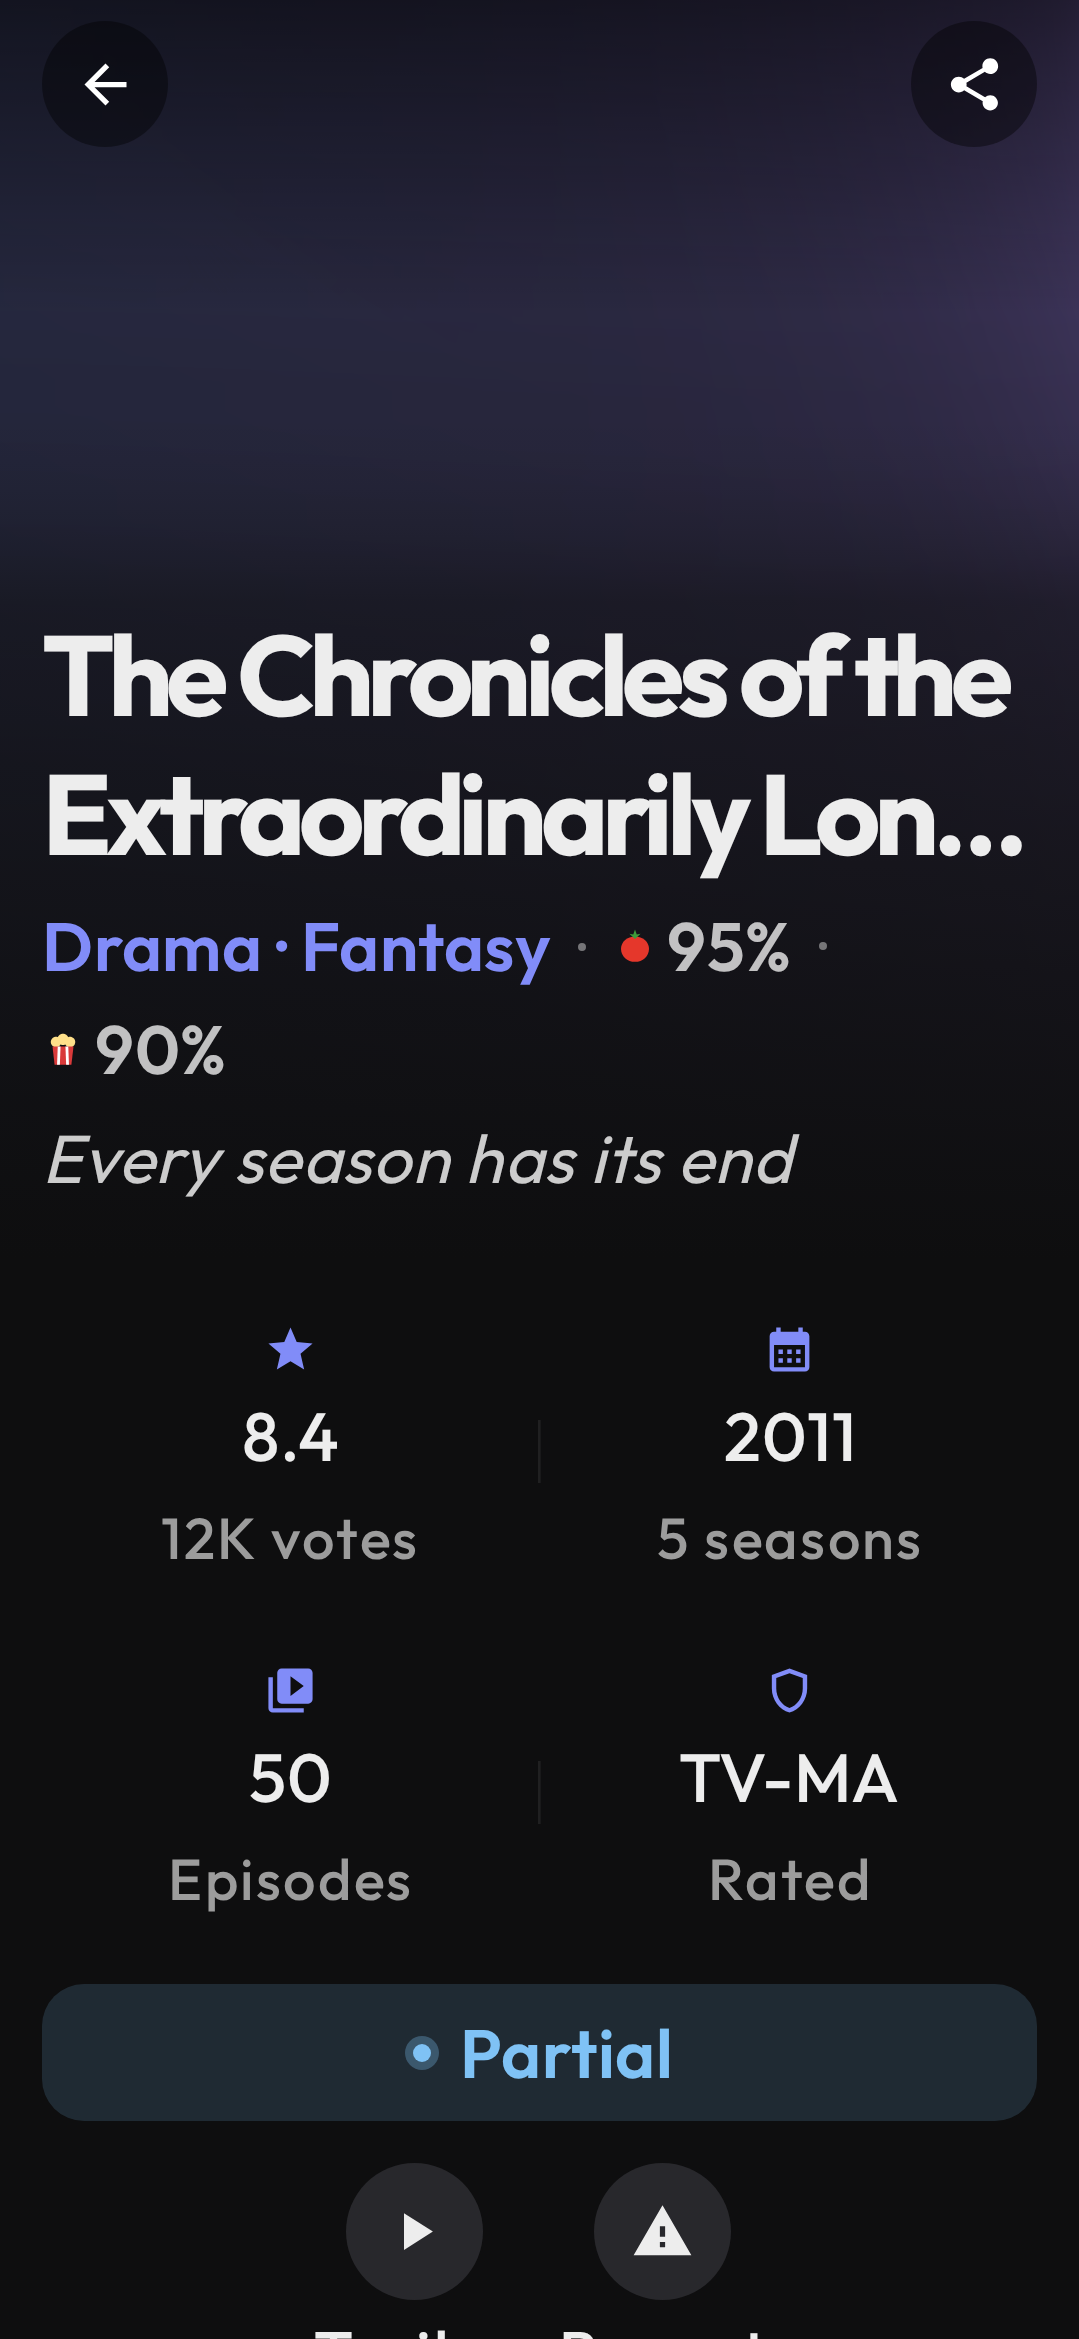 The Chronicles of the
Extraordinarily Lon...
Drama · Fantasy · 95% ·
90%
Every season has its end
8.4
2011
12K votes
5 seasons
50
TV-MA
Episodes
Rated
Partial